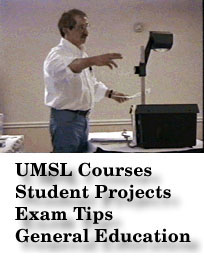 UMSL Courses
Student Projects
Exam Tips
General Education